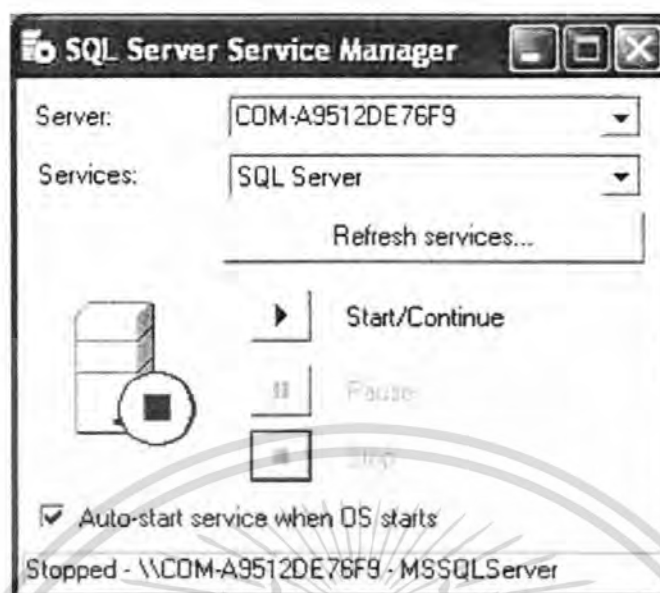 SQL Server Service Manager
Server: COM-A9512DE76F9
Services: SQL Server
Refresh services...
Start/Continue
Pause
Stop
Auto-start service when OS starts
Stopped - \\COM-A9512DE76F9 - MSSQLServer